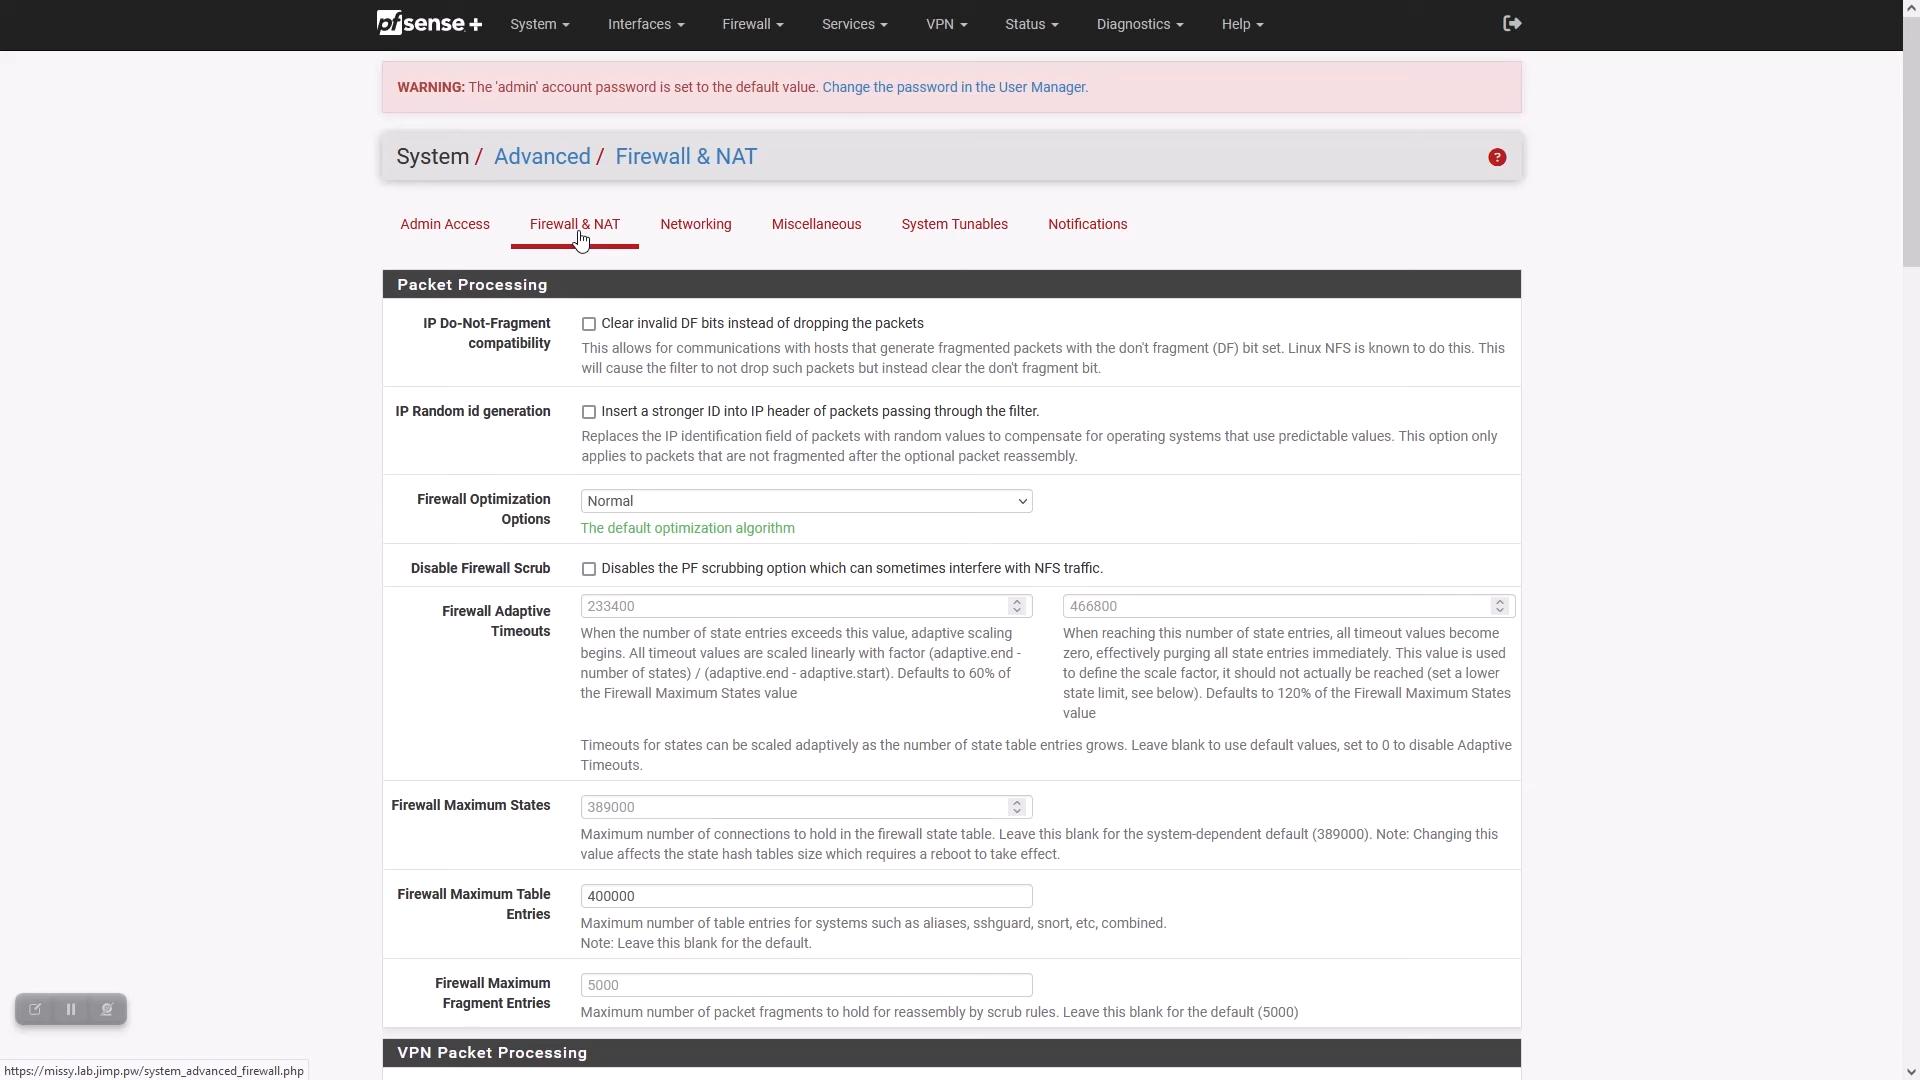 pfsense +
System
Interfaces
Firewall
Services
VPN
Status
Diagnostics
Help
WARNING: The 'admin' account password is set to the default value. Change the password in the User Manager.
System / Advanced / Firewall & NAT
?
Admin Access
Firewall & NAT
Networking
Miscellaneous
System Tunables
Notifications
Packet Processing
IP Do-Not-Fragment
compatibility
Clear invalid DF bits instead of dropping the packets
This allows for communications with hosts that generate fragmented packets with the don't fragment (DF) bit set. Linux NFS is known to do this. This
will cause the filter to not drop such packets but instead clear the don't fragment bit.
IP Random id generation
Insert a stronger ID into IP header of packets passing through the filter.
Replaces the IP identification field of packets with random values to compensate for operating systems that use predictable values. This option only
applies to packets that are not fragmented after the optional packet reassembly.
Firewall Optimization
Options
Normal
The default optimization algorithm
Disable Firewall Scrub
Disables the PF scrubbing option which can sometimes interfere with NFS traffic.
Firewall Adaptive
Timeouts
233400
When the number of state entries exceeds this value, adaptive scaling
begins. All timeout values are scaled linearly with factor (adaptive.end -
number of states) / (adaptive.end - adaptive.start). Defaults to 60% of
the Firewall Maximum States value
466800
When reaching this number of state entries, all timeout values become
zero, effectively purging all state entries immediately. This value is used
to define the scale factor, it should not actually be reached (set a lower
state limit, see below). Defaults to 120% of the Firewall Maximum States
value
Timeouts for states can be scaled adaptively as the number of state table entries grows. Leave blank to use default values, set to 0 to disable Adaptive
Timeouts.
Firewall Maximum States
389000
Maximum number of connections to hold in the firewall state table. Leave this blank for the system-dependent default (389000). Note: Changing this
value affects the state hash tables size which requires a reboot to take effect.
Firewall Maximum Table
Entries
400000
Maximum number of table entries for systems such as aliases, sshguard, snort, etc, combined.
Note: Leave this blank for the default.
Firewall Maximum
Fragment Entries
5000
Maximum number of packet fragments to hold for reassembly by scrub rules. Leave this blank for the default (5000)
VPN Packet Processing
https://missy.lab.jimp.pw/system_advanced_firewall.php